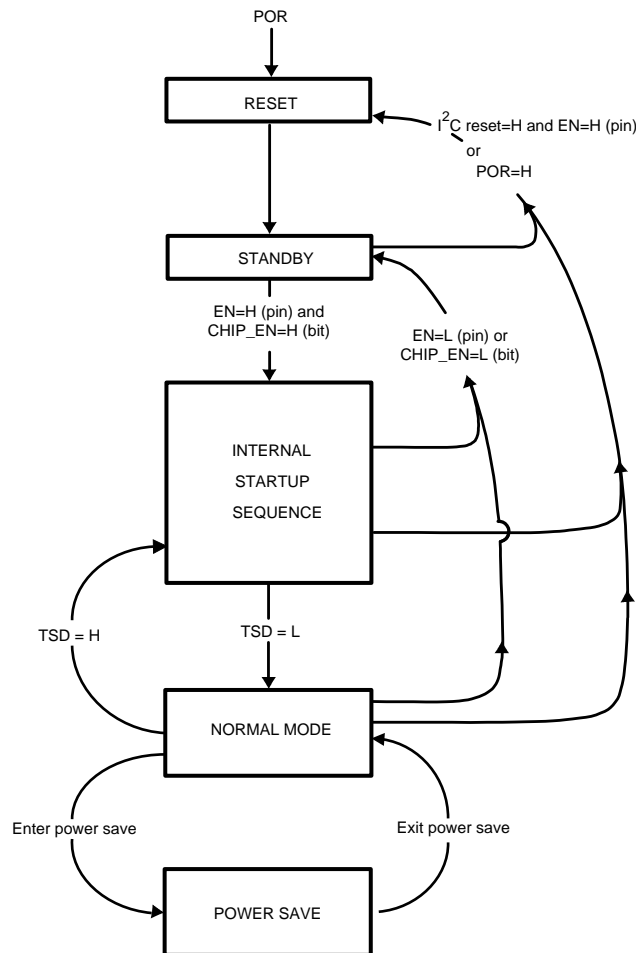 POR
RESET
I²C reset=H and EN=H (pin)
or
POR=H
STANDBY
EN=H (pin) and
CHIP_EN=H (bit)
EN=L (pin) or
CHIP_EN=L (bit)
INTERNAL
STARTUP
SEQUENCE
TSD = H
TSD = L
NORMAL MODE
Enter power save
Exit power save
POWER SAVE